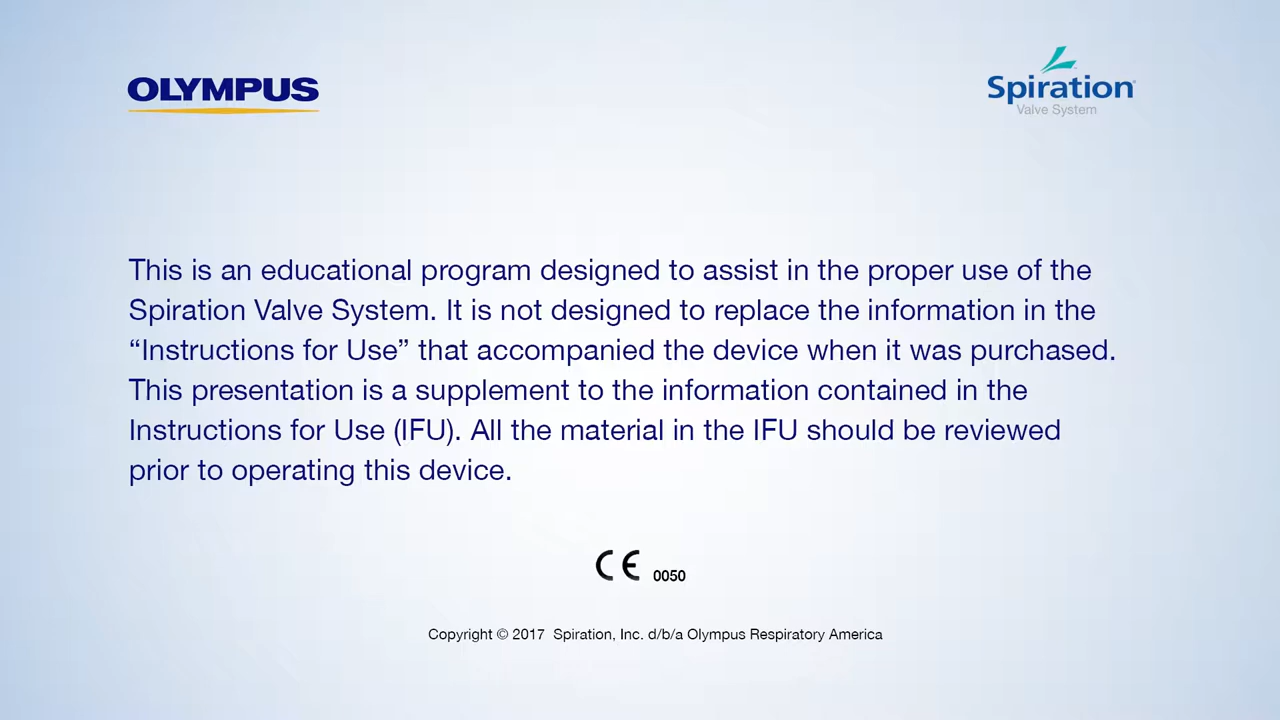 OLYMPUS
Spiration®
Valve System
This is an educational program designed to assist in the proper use of the
Spiration Valve System. It is not designed to replace the information in the
“Instructions for Use” that accompanied the device when it was purchased.
This presentation is a supplement to the information contained in the
Instructions for Use (IFU). All the material in the IFU should be reviewed
prior to operating this device.
CE 0050
Copyright © 2017 Spiration, Inc. d/b/a Olympus Respiratory America